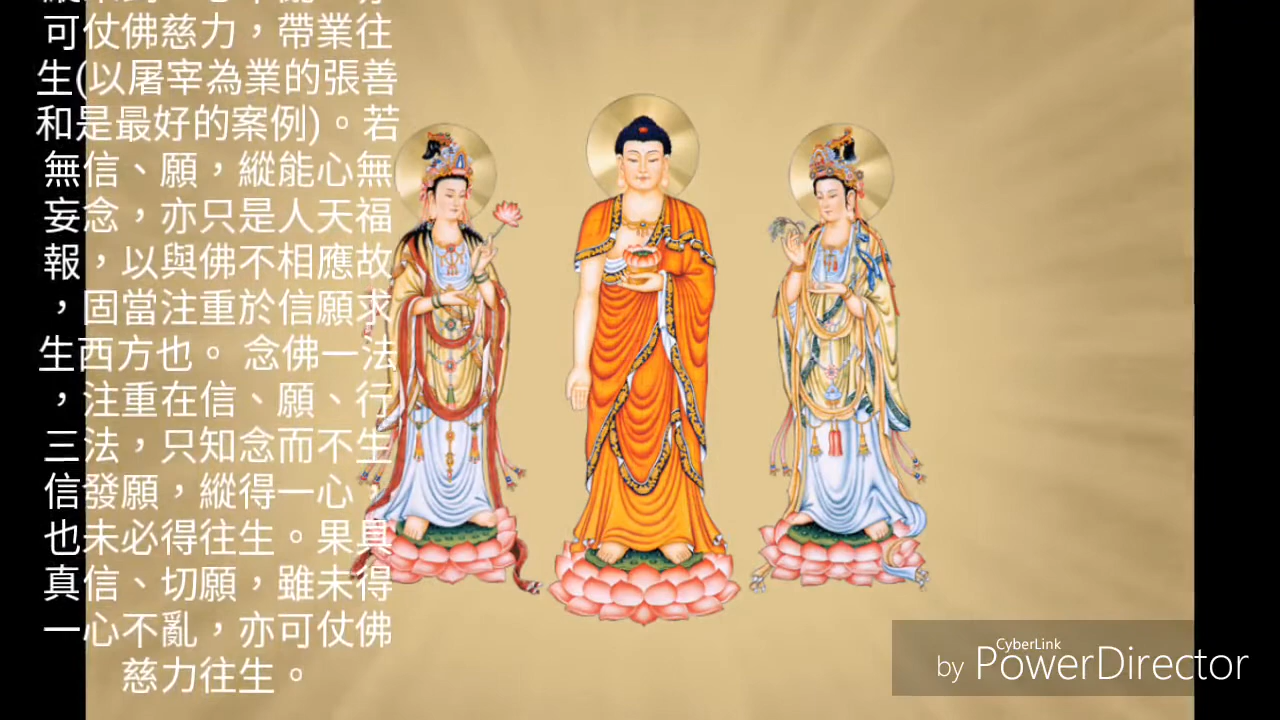 可仗佛慈力，帶業往
生(以屠宰為業的張善
和是最好的案例)。若
無信、願，縱能心無
妄念，亦只是人天福
報，以與佛不相應故
，固當注重於信願求
生西方也。 念佛一法
，注重在信、願、行
三法，只知念而不生
信發願，縱得一心，
也未必得往生。果具
真信、切願，雖未得
一心不亂，亦可仗佛
慈力往生。
CyberLink
by PowerDirector